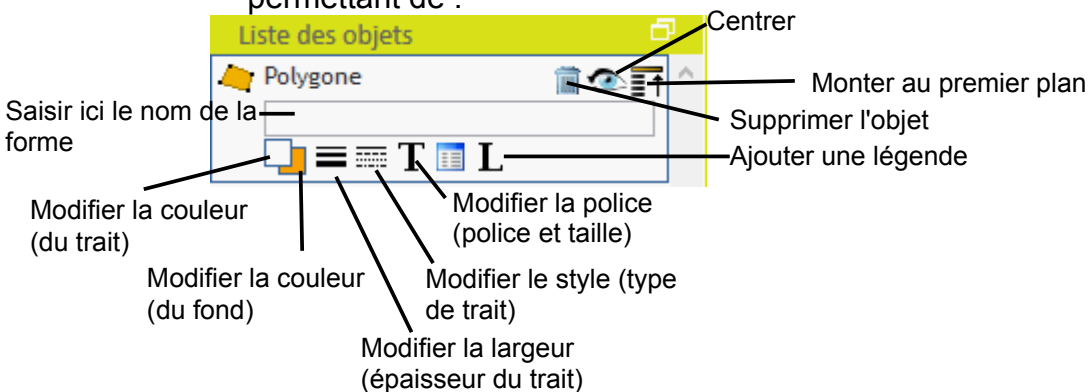 permettant de :
Centrer
Liste des objets
Polygone
Monter au premier plan
Saisir ici le nom de la
forme
Supprimer l'objet
T L
Ajouter une légende
Modifier la couleur
(du trait)
Modifier la police
(police et taille)
Modifier la couleur
(du fond)
Modifier le style (type
de trait)
Modifier la largeur
(épaisseur du trait)